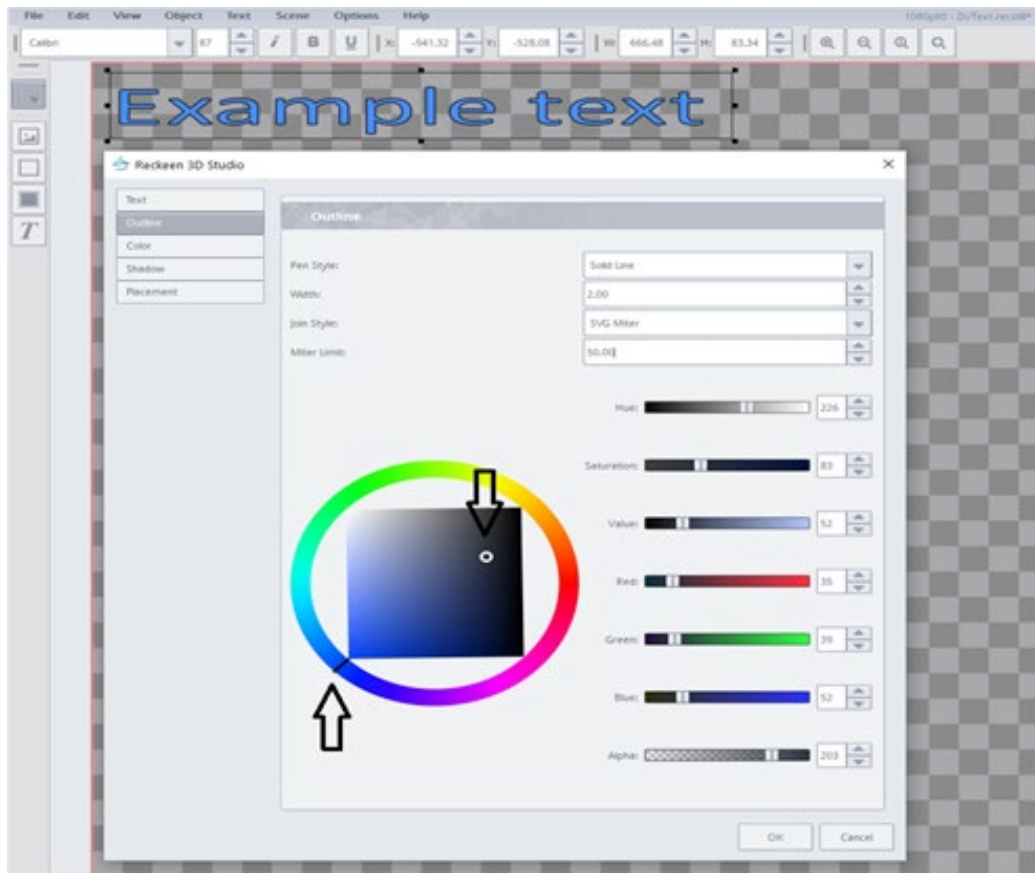 File Edit View Object Text Scene Options Help 1080p60 - D:/Text.recstill*
Calibri 87 i B U X: -941.32 Y: -528.08 W: 666.48 H: 83.34
Example text
Reckeen 3D Studio
Text
Outline
Color
Shadow
Placement
T
Outline
Pen Style: Solid Line
Width: 2.00
Join Style: SVG Miter
Miter Limit: 50.00
Hue: 226
Saturation: 83
Value: 52
Red: 35
Green: 39
Blue: 52
Alpha: 203
OK Cancel